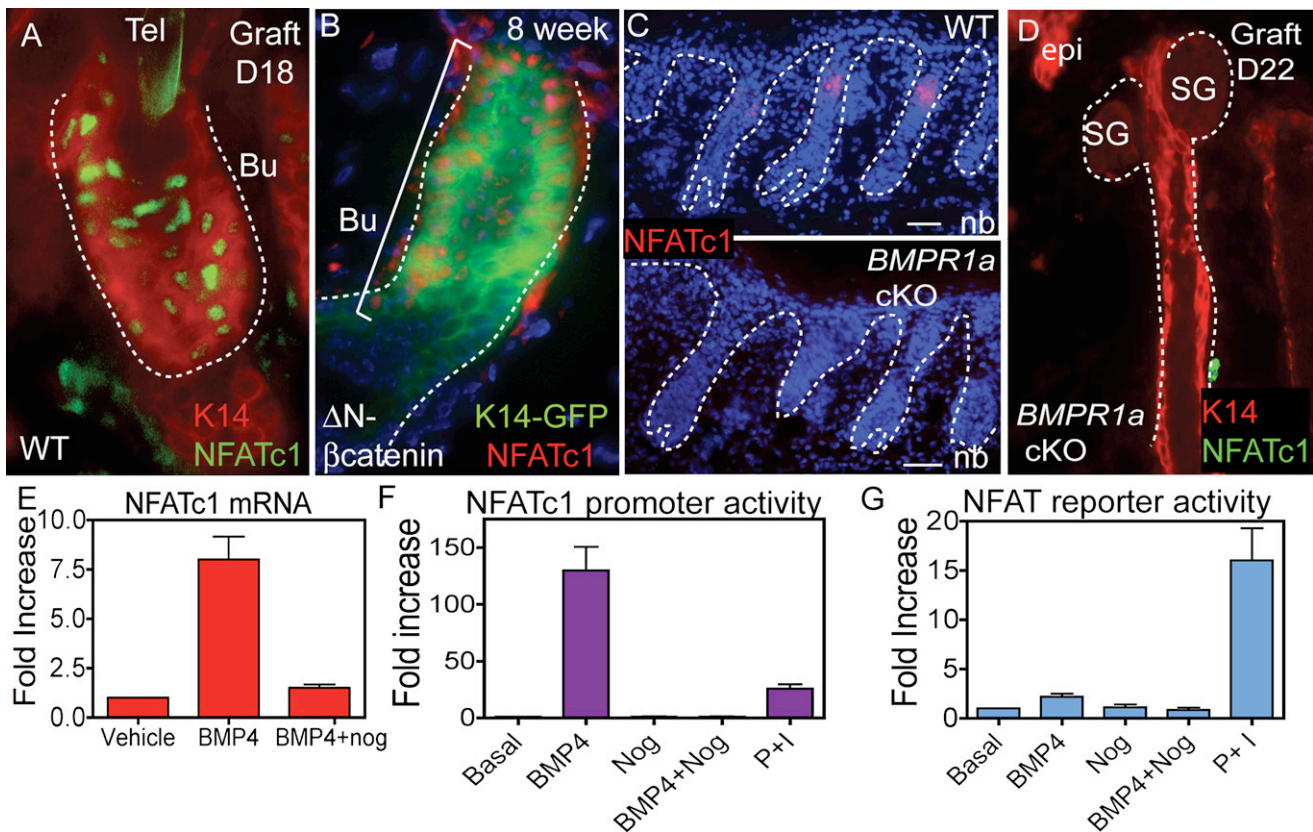 A
Tel
Graft
D18
Bu
WT
K14
NFATc1
B
8 week
Bu
ΔN-
βcatenin
K14-GFP
NFATc1
C
WT
nb
NFATc1
BMPR1a
cKO
nb
D
epi
Graft
D22
SG
SG
BMPR1a
cKO
K14
NFATc1
E
NFATc1 mRNA
Fold Increase
10.0
7.5
5.0
2.5
0.0
Vehicle
BMP4
BMP4+nog
F
NFATc1 promoter activity
Fold increase
150
100
50
0
Basal
BMP4
Nog
BMP4+Nog
P+I
G
NFAT reporter activity
Fold Increase
20
15
10
5
0
Basal
BMP4
Nog
BMP4+Nog
P+I